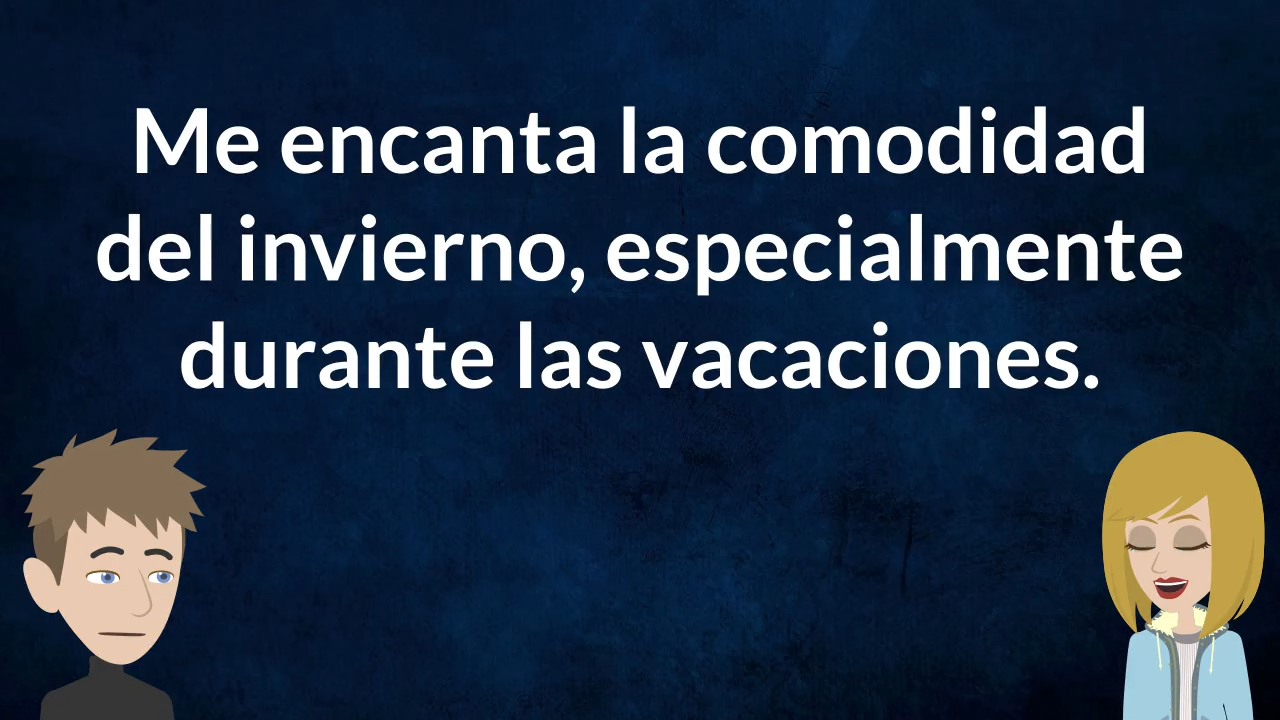 Me encanta la comodidad
del invierno, especialmente
durante las vacaciones.